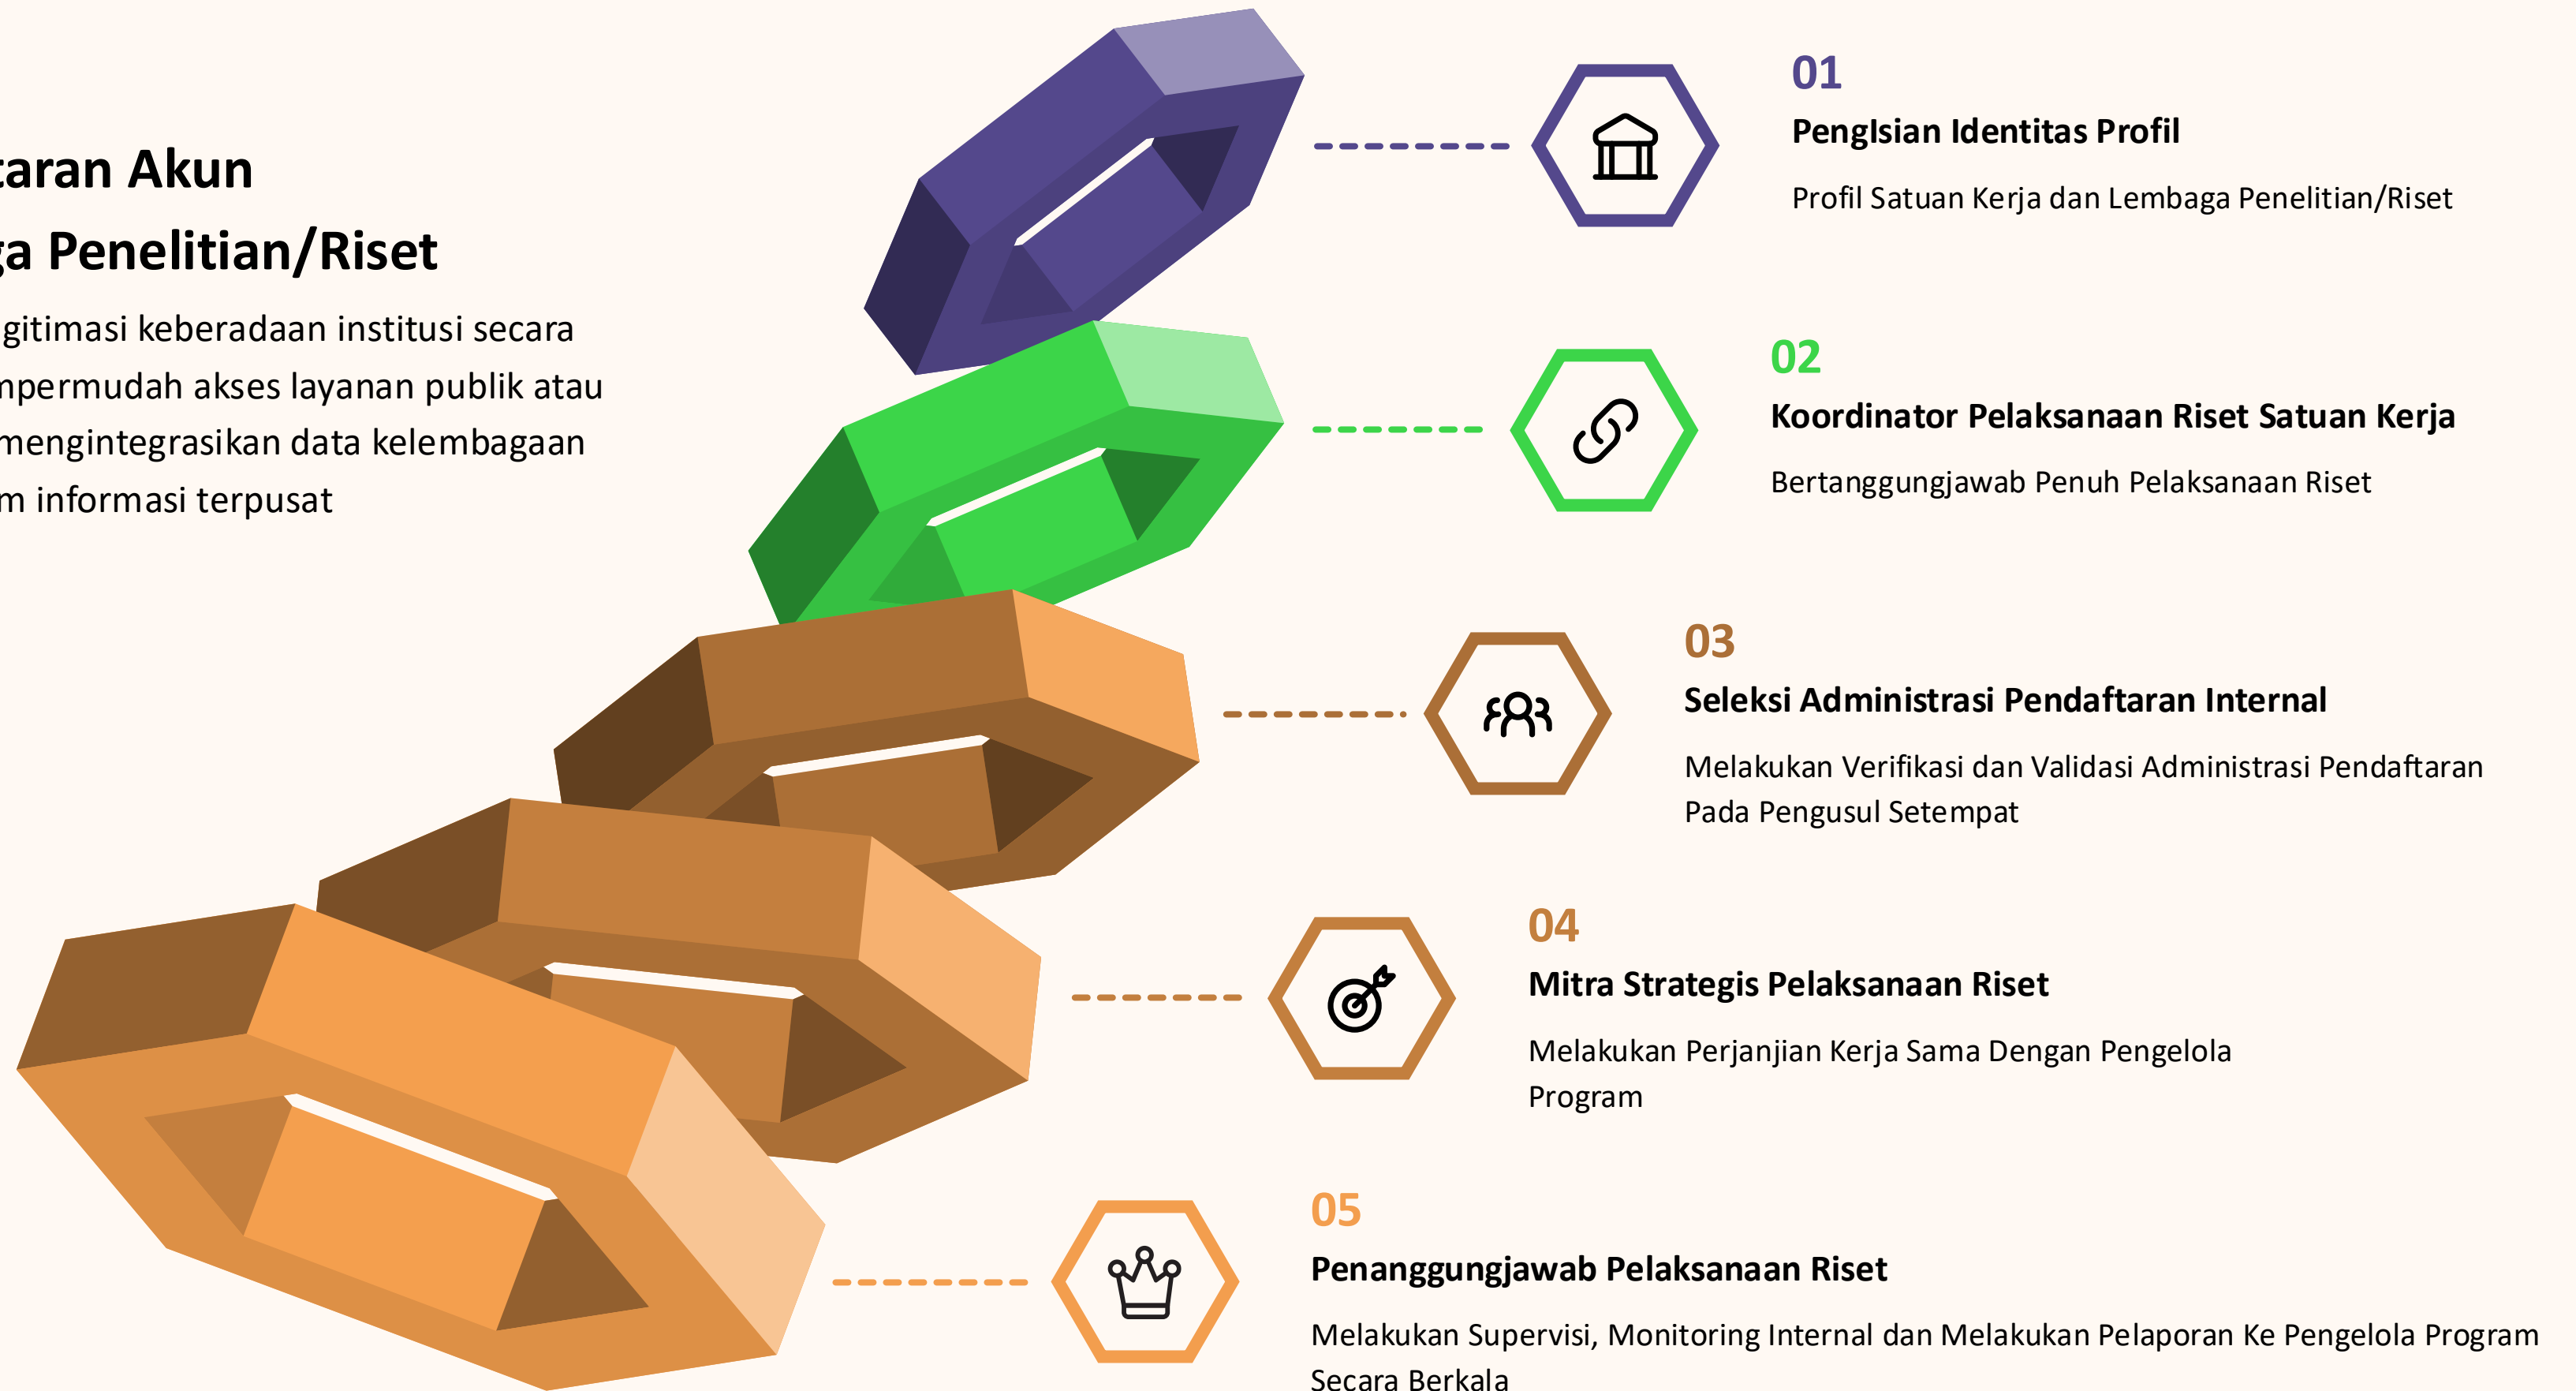 taran Akun
ga Penelitian/Riset
gitimasi keberadaan institusi secara
mpermudah akses layanan publik atau
mengintegrasikan data kelembagaan
m informasi terpusat
01
PengIsian Identitas Profil
Profil Satuan Kerja dan Lembaga Penelitian/Riset
02
Koordinator Pelaksanaan Riset Satuan Kerja
Bertanggungjawab Penuh Pelaksanaan Riset
03
Seleksi Administrasi Pendaftaran Internal
Melakukan Verifikasi dan Validasi Administrasi Pendaftaran
Pada Pengusul Setempat
04
Mitra Strategis Pelaksanaan Riset
Melakukan Perjanjian Kerja Sama Dengan Pengelola
Program
05
Penanggungjawab Pelaksanaan Riset
Melakukan Supervisi, Monitoring Internal dan Melakukan Pelaporan Ke Pengelola Program
Secara Berkala